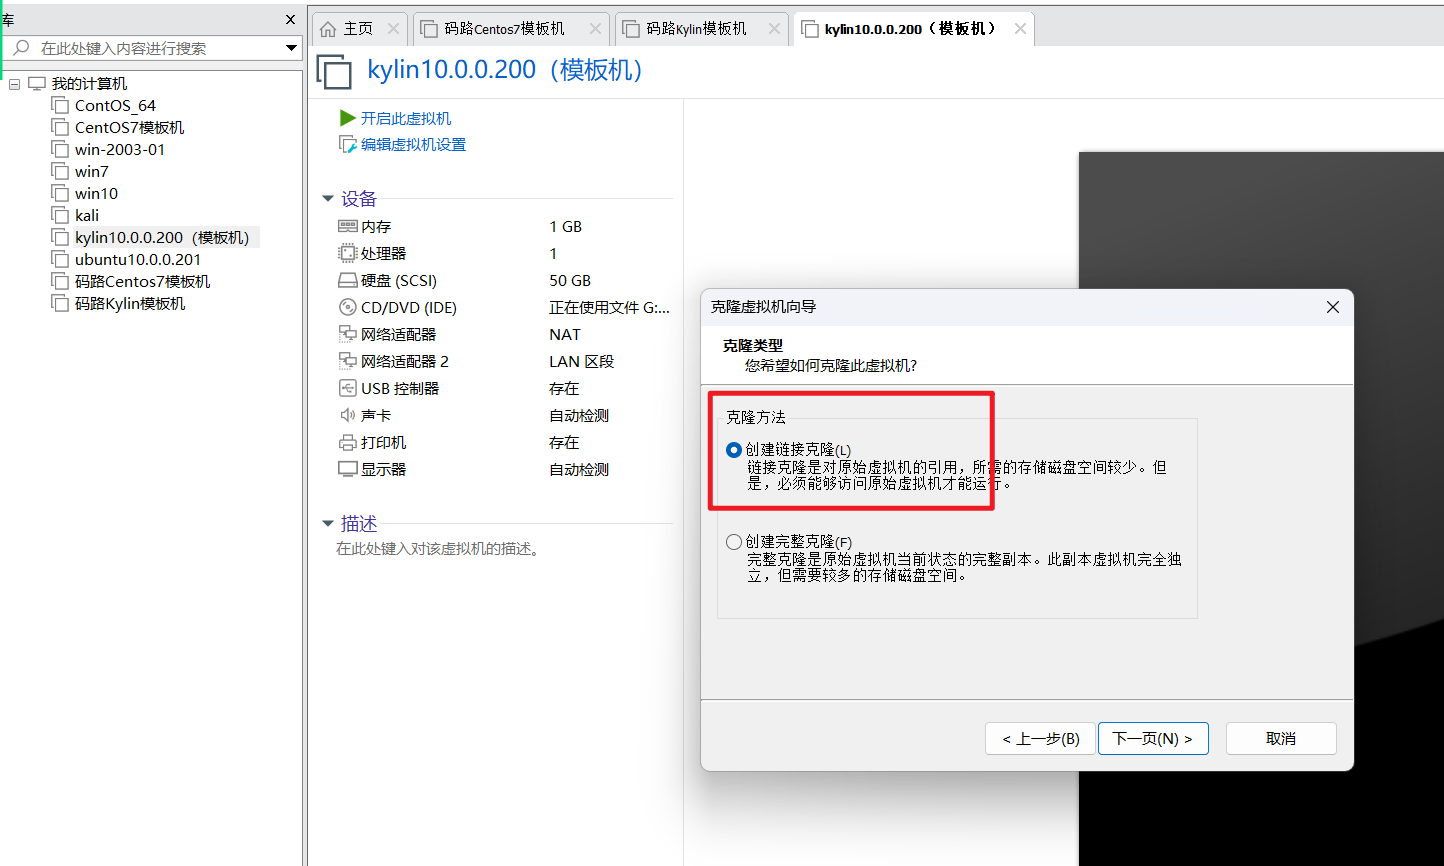 库
在此处键入内容进行搜索
我的计算机
ContOS_64
CentOS7模板机
win-2003-01
win7
win10
kali
kylin10.0.0.200（模板机）
ubuntu10.0.0.201
码路Centos7模板机
码路Kylin模板机
主页
码路Centos7模板机
码路Kylin模板机
kylin10.0.0.200（模板机）
kylin10.0.0.200（模板机）
开启此虚拟机
编辑虚拟机设置
设备
内存 1 GB
处理器 1
硬盘 (SCSI) 50 GB
CD/DVD (IDE) 正在使用文件 G:...
网络适配器 NAT
网络适配器 2 LAN 区段
USB 控制器 存在
声卡 自动检测
打印机 存在
显示器 自动检测
描述
在此处键入对该虚拟机的描述。
克隆虚拟机向导
克隆类型
您希望如何克隆此虚拟机?
克隆方法
创建链接克隆(L)
链接克隆是对原始虚拟机的引用，所需的存储磁盘空间较少。但
是，必须能够访问原始虚拟机才能运行。
创建完整克隆(F)
完整克隆是原始虚拟机当前状态的完整副本。此副本虚拟机完全独
立，但需要较多的存储磁盘空间。
< 上一步(B)
下一页(N) >
取消